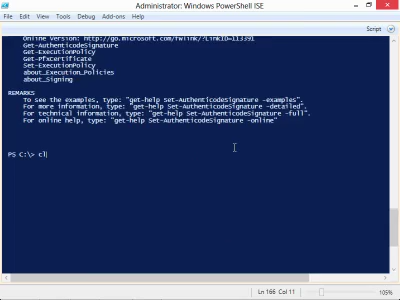 Administrator: Windows PowerShell ISE
File Edit View Tools Debug Add-ons Help
Script
Online Version: http://go.microsoft.com/fwlink/?LinkID=113391
Get-AuthenticodeSignature
Get-ExecutionPolicy
Get-PfxCertificate
Set-ExecutionPolicy
about_Execution_Policies
about_Signing
REMARKS
To see the examples, type: "get-help Set-AuthenticodeSignature -examples".
For more information, type: "get-help Set-AuthenticodeSignature -detailed".
For technical information, type: "get-help Set-AuthenticodeSignature -full".
For online help, type: "get-help Set-AuthenticodeSignature -online"
PS C:\> cl
Ln 166 Col 11
105%